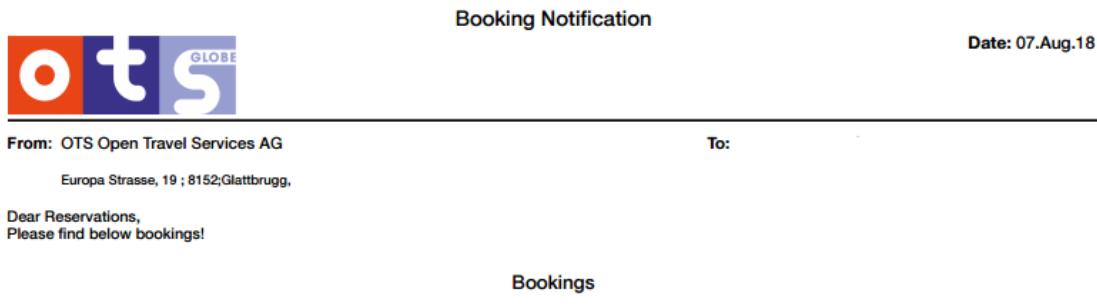 Booking Notification
Date: 07.Aug.18
ots
GLOBE
From: OTS Open Travel Services AG
To:
Europa Strasse, 19 ; 8152;Glattbrugg,
Dear Reservations,
Please find below bookings!
Bookings